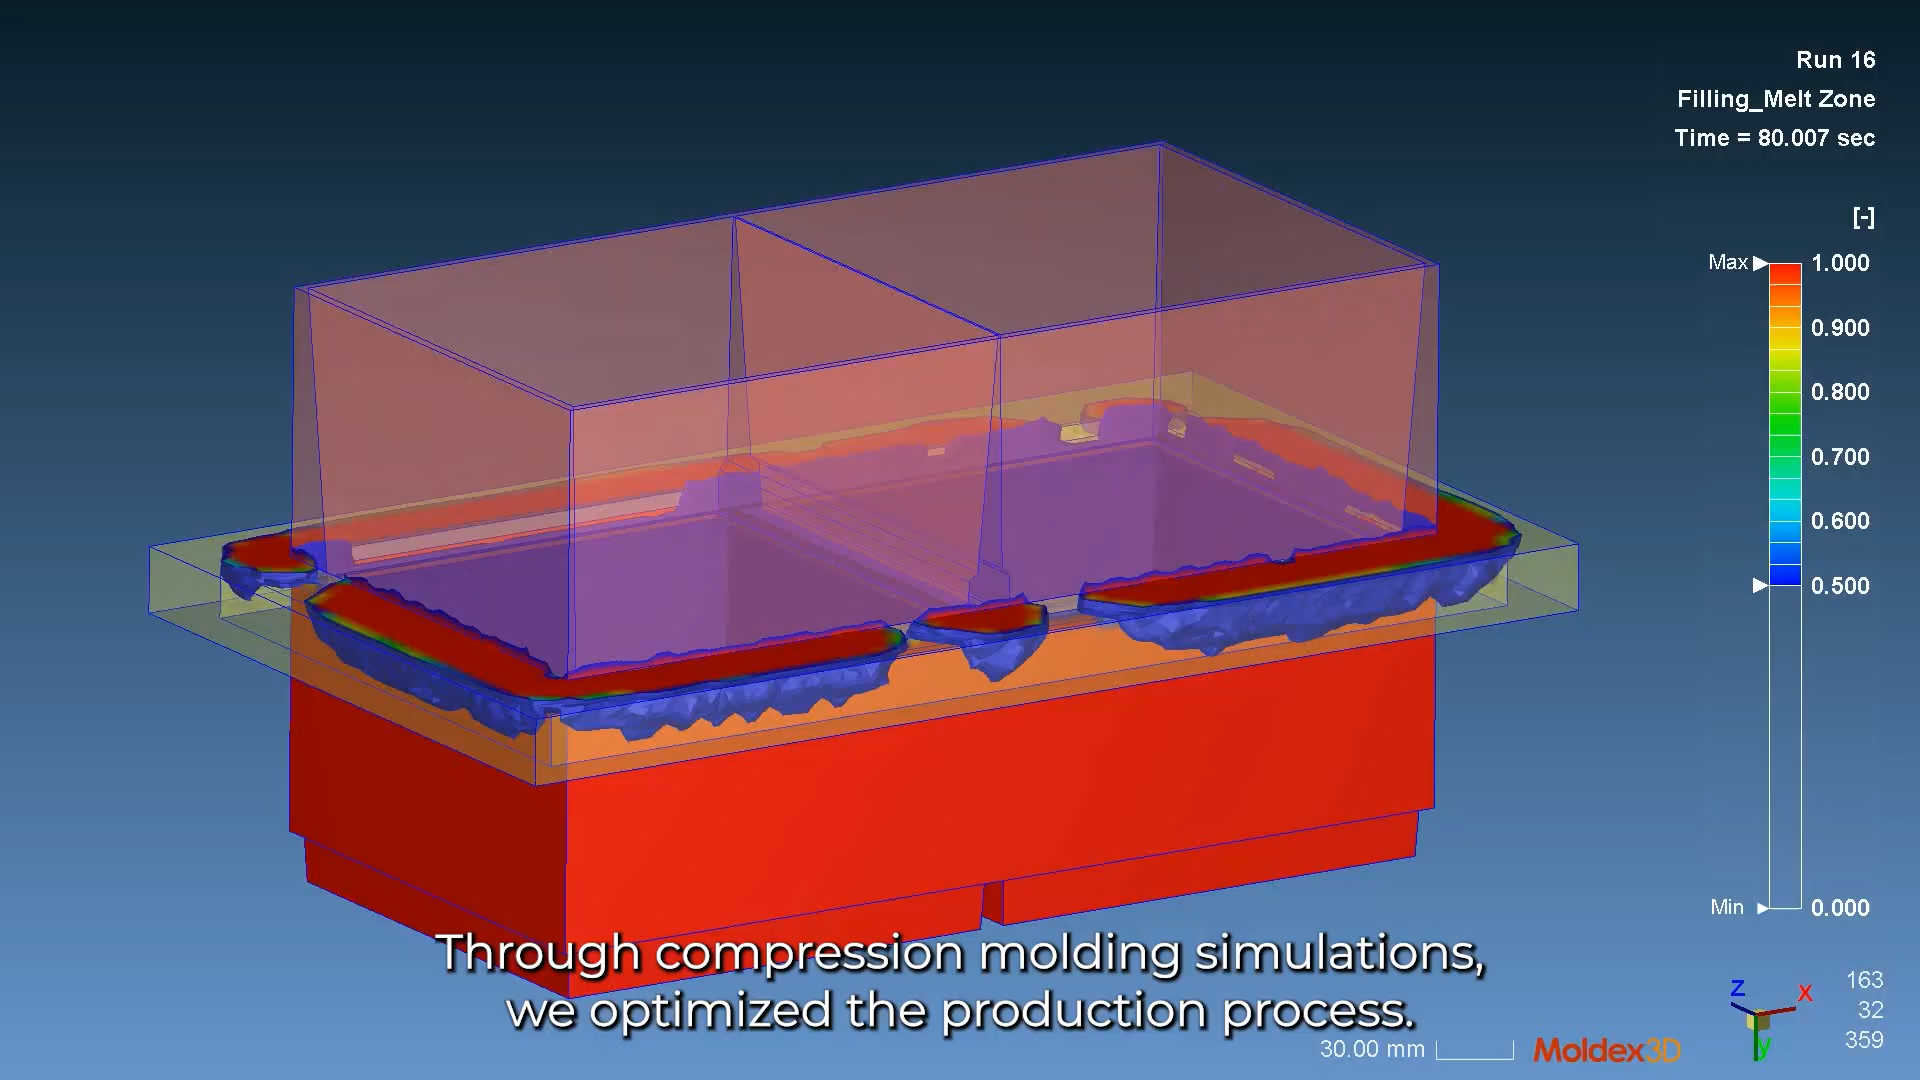 Run 16
Filling_Melt Zone
Time = 80.007 sec
[-]
Max 1.000
0.900
0.800
0.700
0.600
0.500
Min 0.000
Through compression molding simulations,
we optimized the production process.
z x y
163
32
359
30.00 mm
Moldex3D